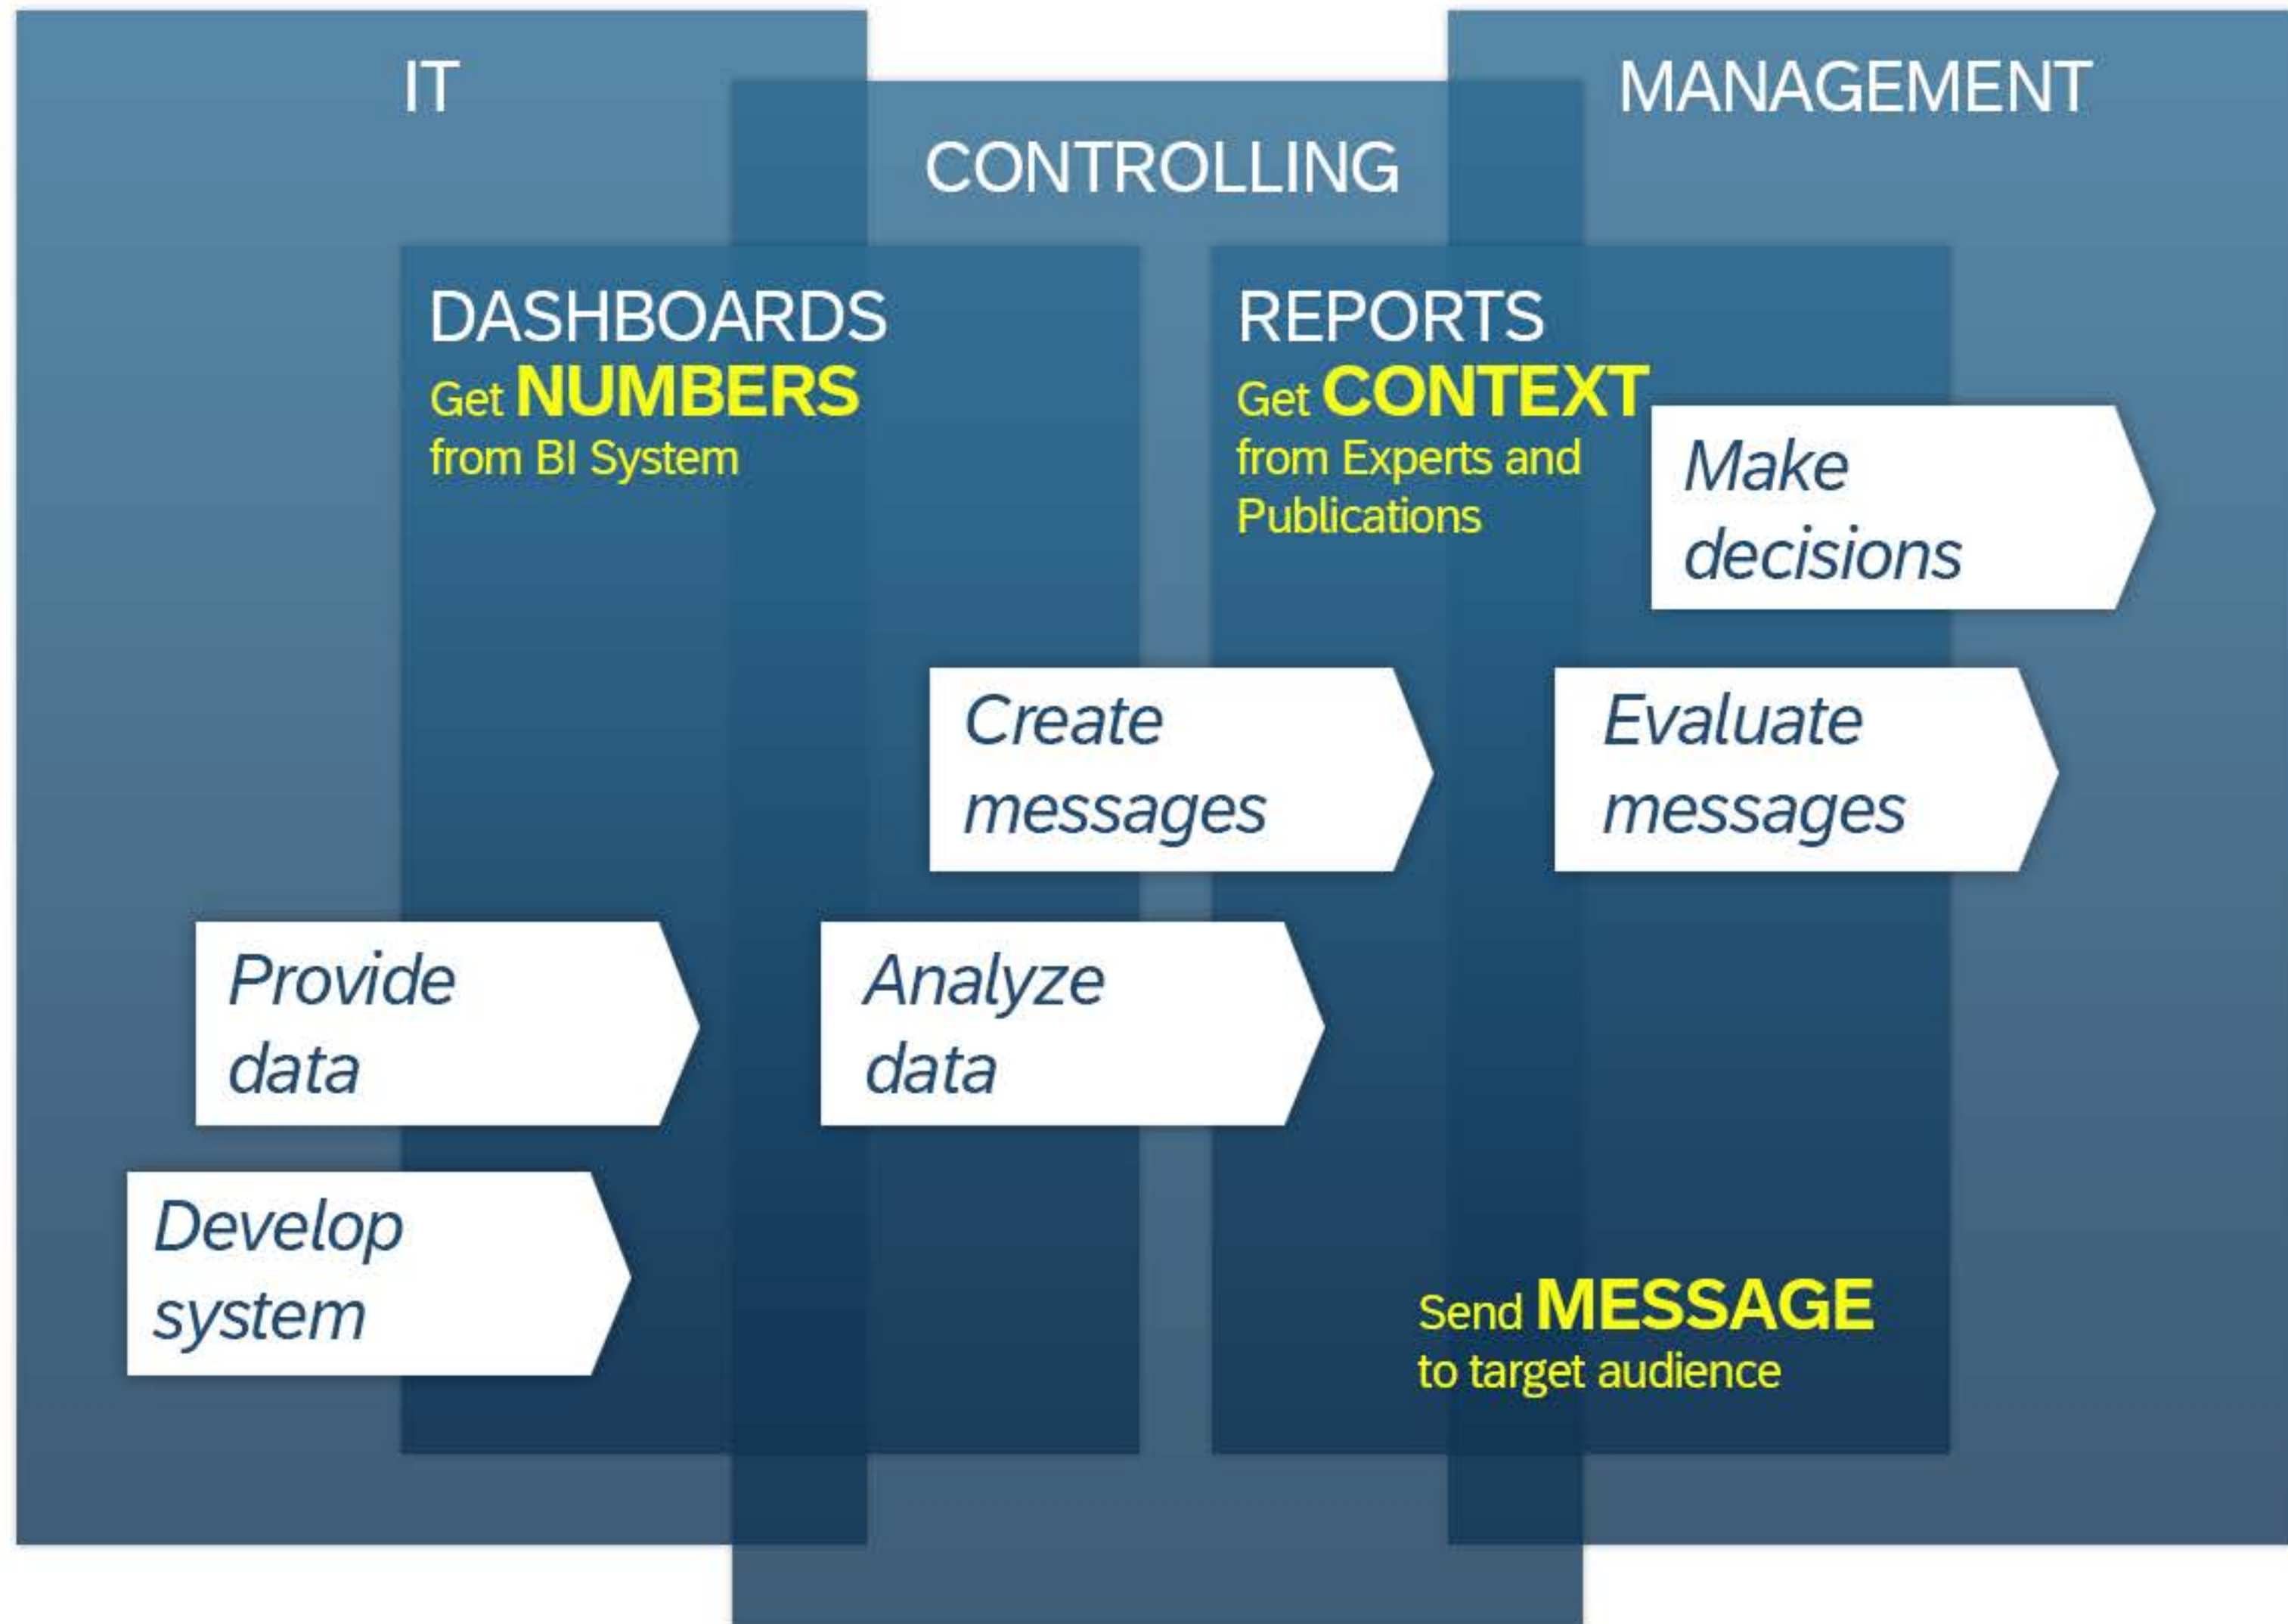 IT
MANAGEMENT
CONTROLLING
DASHBOARDS
Get NUMBERS
from BI System
REPORTS
Get CONTEXT
from Experts and
Publications
Make
decisions
Create
messages
Evaluate
messages
Provide
data
Analyze
data
Develop
system
Send MESSAGE
to target audience